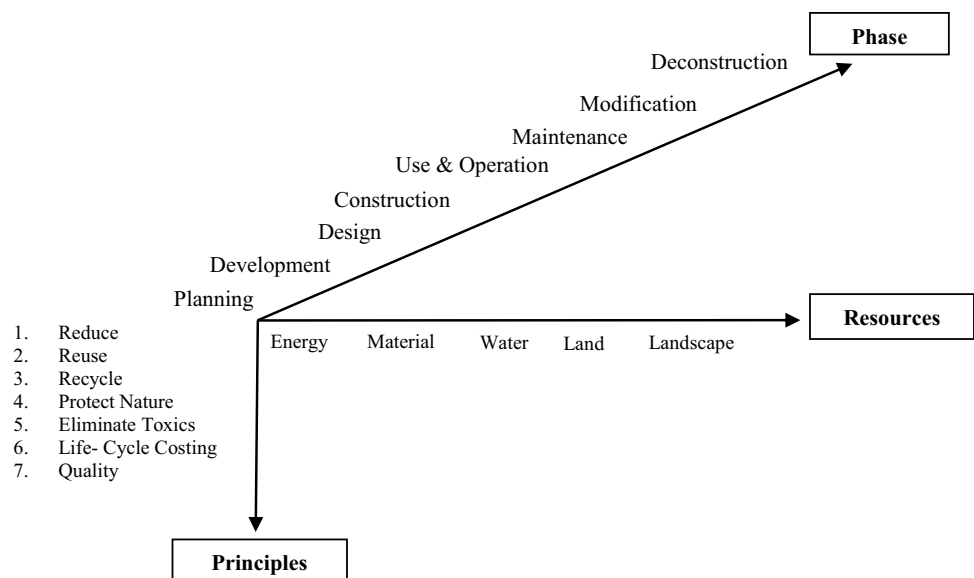 Phase
Deconstruction
Modification
Maintenance
Use & Operation
Construction
Design
Development
Planning
Resources
Energy Material Water Land Landscape
1. Reduce
2. Reuse
3. Recycle
4. Protect Nature
5. Eliminate Toxics
6. Life- Cycle Costing
7. Quality
Principles